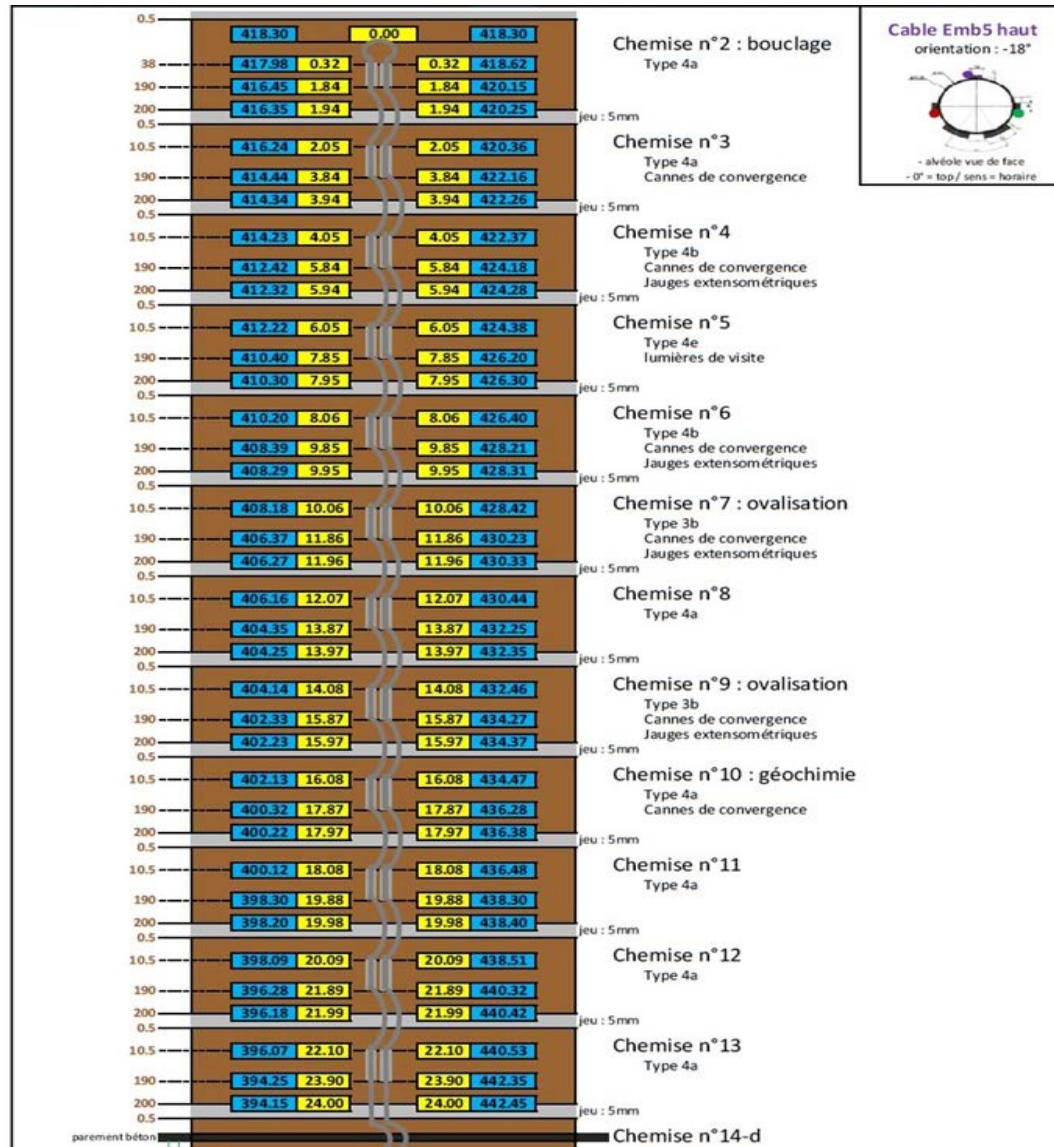 Cable Emb5 haut
orientation : -18°
- alvéole vue de face
- 0° = top / sens = horaire
0.5
418.30 0.00 418.30
Chemise n°2 : bouclage
38 417.98 0.32 0.32 418.62
Type 4a
190 416.45 1.84 1.84 420.15
200 416.35 1.94 1.94 420.25
jeu : 5mm
0.5
10.5 416.24 2.05 2.05 420.36
Chemise n°3
Type 4a
190 414.44 3.84 3.84 422.16
Cannes de convergence
200 414.34 3.94 3.94 422.26
jeu : 5mm
0.5
10.5 414.23 4.05 4.05 422.37
Chemise n°4
Type 4b
190 412.42 5.84 5.84 424.18
Cannes de convergence
Jauges extensométriques
200 412.32 5.94 5.94 424.28
jeu : 5mm
0.5
10.5 412.22 6.05 6.05 424.38
Chemise n°5
Type 4e
190 410.40 7.85 7.85 426.20
lumières de visite
200 410.30 7.95 7.95 426.30
jeu : 5mm
0.5
10.5 410.20 8.06 8.06 426.40
Chemise n°6
Type 4b
190 408.39 9.85 9.85 428.21
Cannes de convergence
Jauges extensométriques
200 408.29 9.95 9.95 428.31
jeu : 5mm
0.5
10.5 408.18 10.06 10.06 428.42
Chemise n°7 : ovalisation
Type 3b
190 406.37 11.86 11.86 430.23
Cannes de convergence
Jauges extensométriques
200 406.27 11.96 11.96 430.33
jeu : 5mm
0.5
10.5 406.16 12.07 12.07 430.44
Chemise n°8
Type 4a
190 404.35 13.87 13.87 432.25
200 404.25 13.97 13.97 432.35
jeu : 5mm
0.5
10.5 404.14 14.08 14.08 432.46
Chemise n°9 : ovalisation
Type 3b
190 402.33 15.87 15.87 434.27
Cannes de convergence
Jauges extensométriques
200 402.23 15.97 15.97 434.37
jeu : 5mm
0.5
10.5 402.13 16.08 16.08 434.47
Chemise n°10 : géochimie
Type 4a
190 400.32 17.87 17.87 436.28
Cannes de convergence
200 400.22 17.97 17.97 436.38
jeu : 5mm
0.5
10.5 400.12 18.08 18.08 436.48
Chemise n°11
Type 4a
190 398.30 19.88 19.88 438.30
200 398.20 19.98 19.98 438.40
jeu : 5mm
0.5
10.5 398.09 20.09 20.09 438.51
Chemise n°12
Type 4a
190 396.28 21.89 21.89 440.32
200 396.18 21.99 21.99 440.42
jeu : 5mm
0.5
10.5 396.07 22.10 22.10 440.53
Chemise n°13
Type 4a
190 394.25 23.90 23.90 442.35
200 394.15 24.00 24.00 442.45
jeu : 5mm
0.5
parement béton
Chemise n°14-d